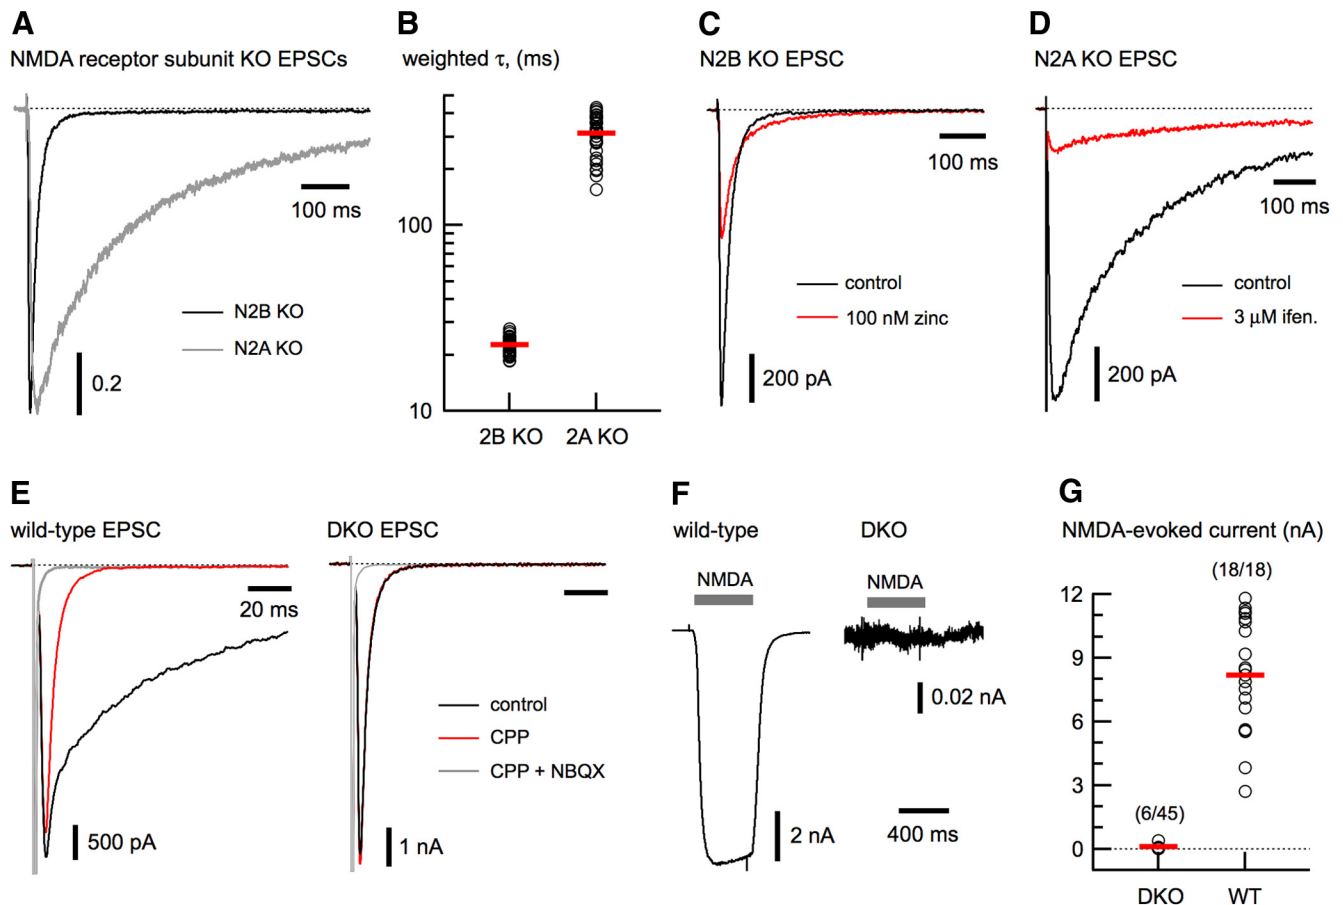 A
NMDA receptor subunit KO EPSCs
100 ms
N2B KO
N2A KO
0.2
B
weighted τ, (ms)
100
10
2B KO
2A KO
C
N2B KO EPSC
100 ms
control
100 nM zinc
200 pA
D
N2A KO EPSC
100 ms
control
3 μM ifen.
200 pA
E
wild-type EPSC
20 ms
500 pA
DKO EPSC
control
CPP
CPP + NBQX
1 nA
F
wild-type
NMDA
2 nA
DKO
NMDA
0.02 nA
400 ms
G
NMDA-evoked current (nA)
(18/18)
12
9
6
3
(6/45)
0
DKO
WT